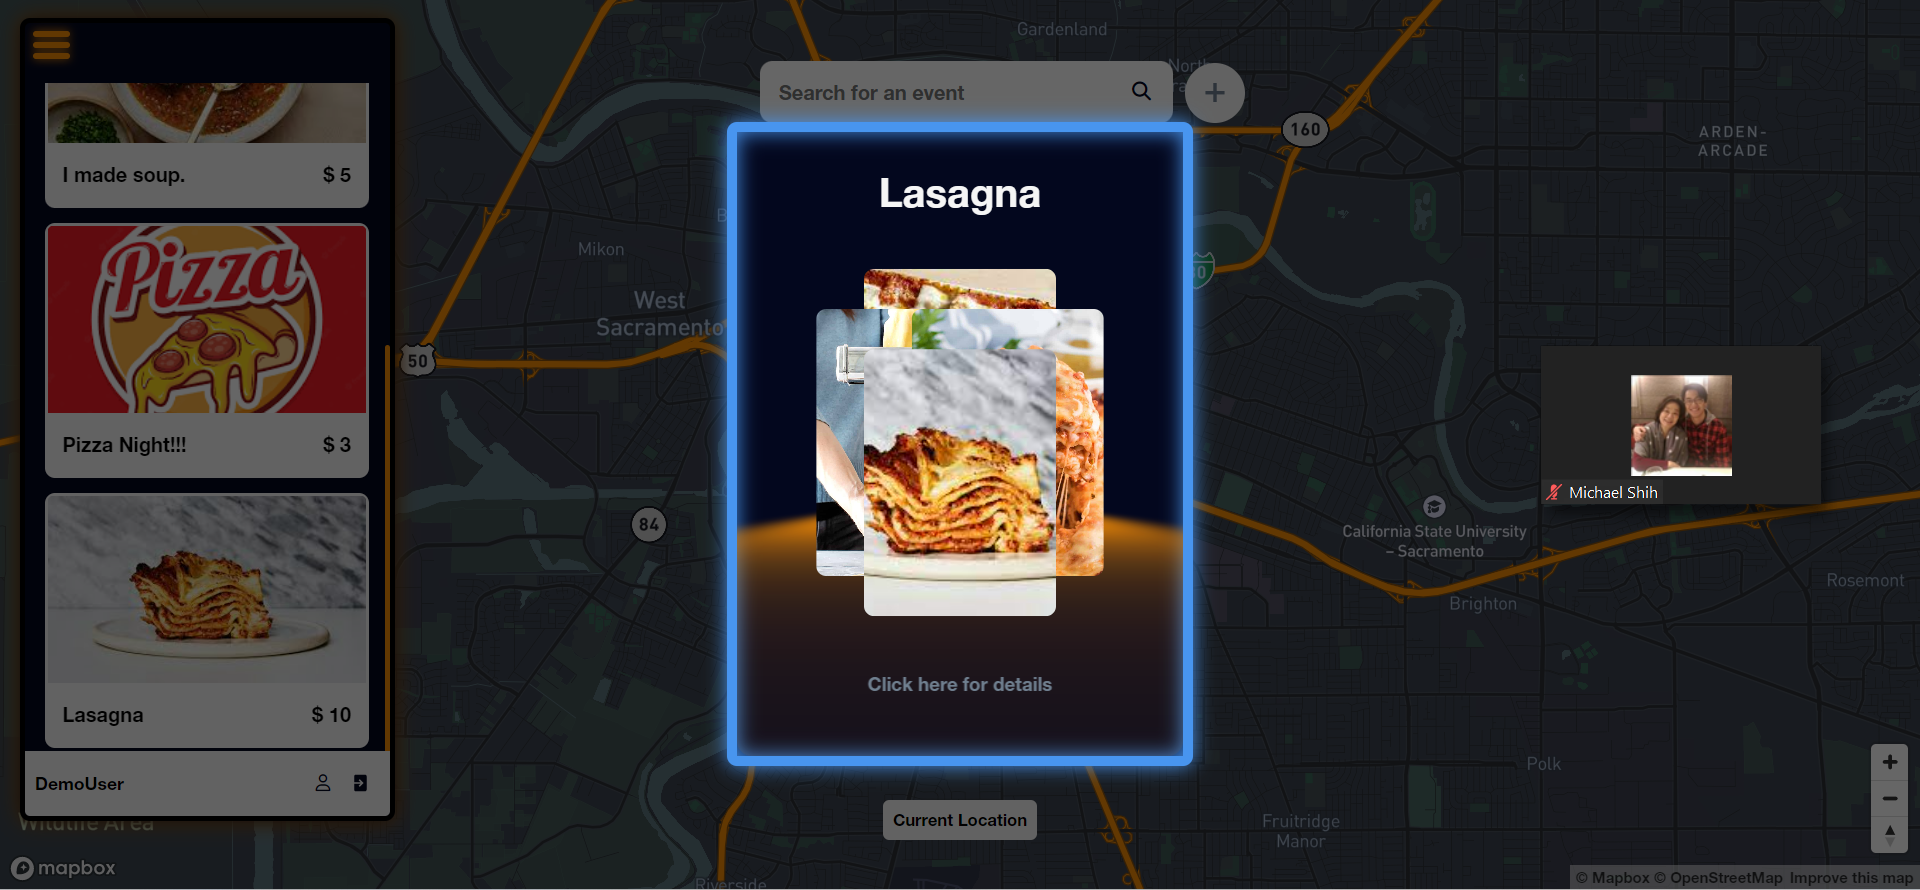 Gardenland
Search for an event
North
160
ARDEN-
ARCADE
I made soup.
$ 5
Pizza
Pizza Night!!!
$ 3
Lasagna
$ 10
DemoUser
Wildlife Area
mapbox
Mikon
West
Sacramento
50
84
Lasagna
Click here for details
Current Location
Michael Shih
California State University
– Sacramento
Brighton
Rosemont
Polk
Fruitridge
Manor
Riverside
© Mapbox © OpenStreetMap Improve this map